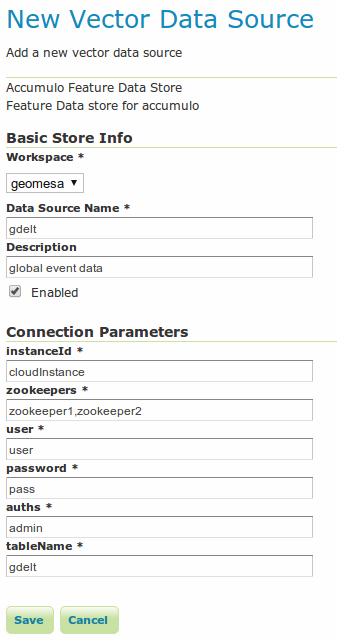 New Vector Data Source
Add a new vector data source
Accumulo Feature Data Store
Feature Data store for accumulo
Basic Store Info
Workspace *
geomesa
Data Source Name *
gdelt
Description
global event data
Enabled
Connection Parameters
instanceId *
cloudInstance
zookeepers *
zookeeper1,zookeeper2
user *
user
password *
pass
auths *
admin
tableName *
gdelt
Save Cancel